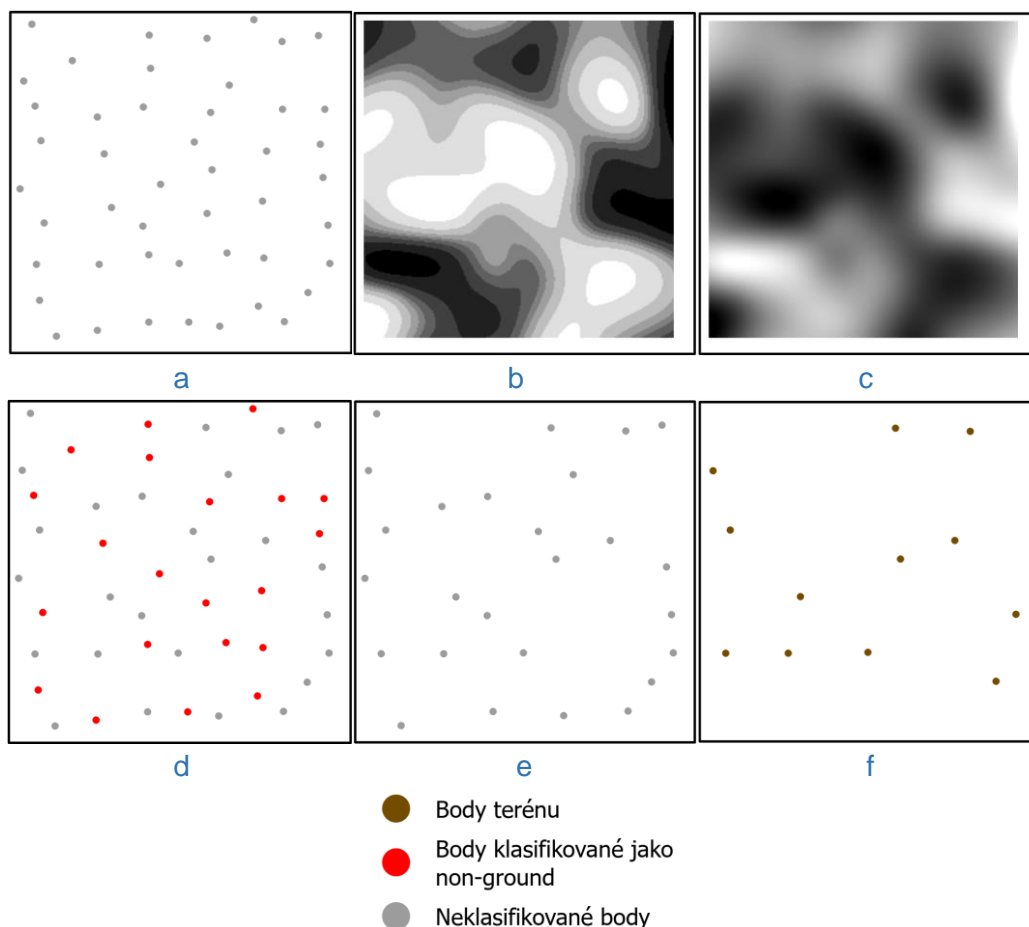 a
b
c
d
e
f
Body terénu
Body klasifikované jako
non-ground
Neklasifikované body